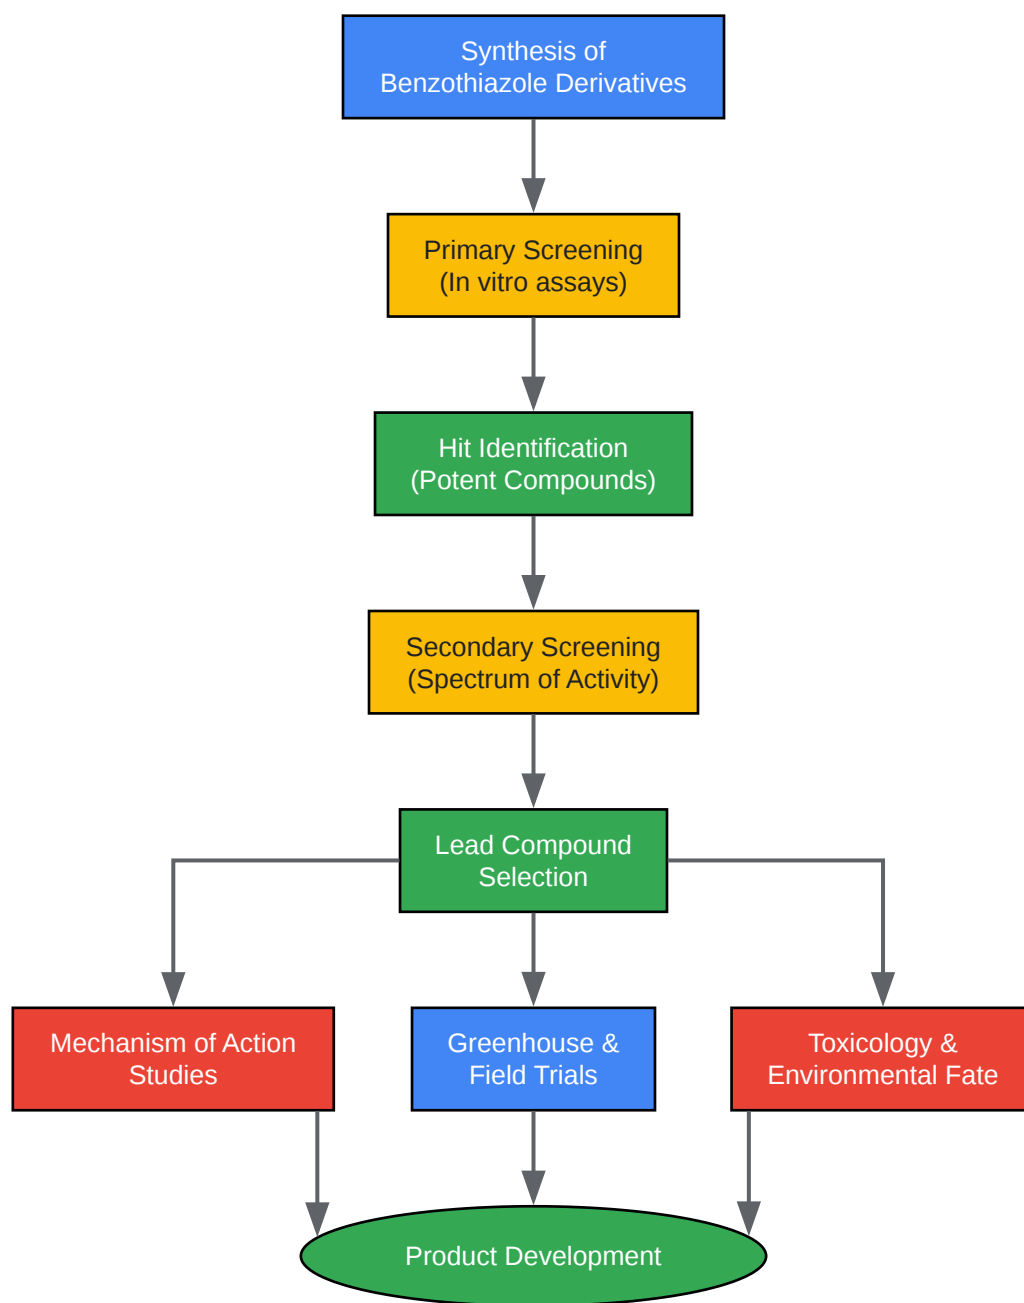 Synthesis of
Benzothiazole Derivatives
Primary Screening
(In vitro assays)
Hit Identification
(Potent Compounds)
Secondary Screening
(Spectrum of Activity)
Lead Compound
Selection
Mechanism of Action
Studies
Greenhouse &
Field Trials
Toxicology &
Environmental Fate
Product Development